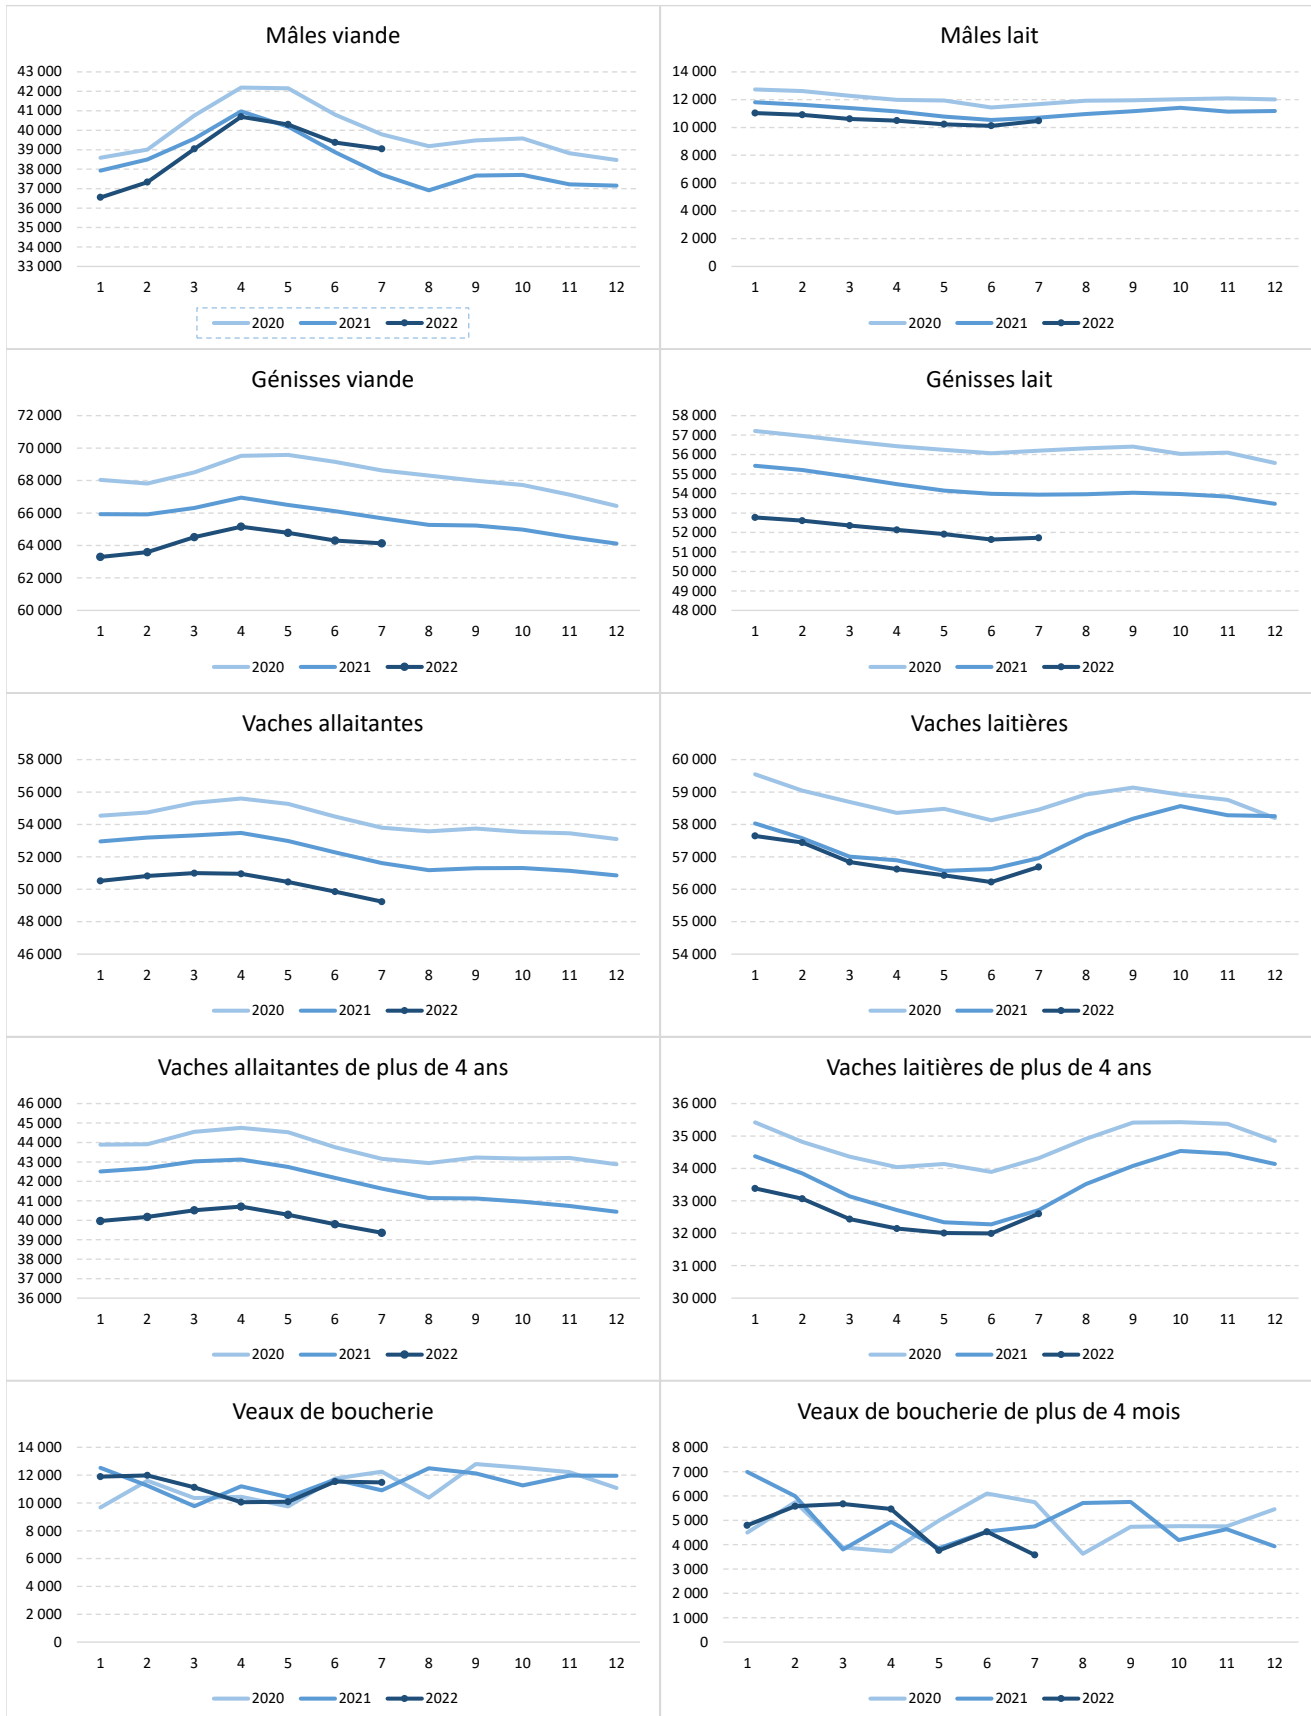 Mâles viande
43 000
42 000
41 000
40 000
39 000
38 000
37 000
36 000
35 000
34 000
33 000
1 2 3 4 5 6 7 8 9 10 11 12
2020 2021 2022
Mâles lait
14 000
12 000
10 000
8 000
6 000
4 000
2 000
0
1 2 3 4 5 6 7 8 9 10 11 12
2020 2021 2022
Génisses viande
72 000
70 000
68 000
66 000
64 000
62 000
60 000
1 2 3 4 5 6 7 8 9 10 11 12
2020 2021 2022
Génisses lait
58 000
57 000
56 000
55 000
54 000
53 000
52 000
51 000
50 000
49 000
48 000
1 2 3 4 5 6 7 8 9 10 11 12
2020 2021 2022
Vaches allaitantes
58 000
56 000
54 000
52 000
50 000
48 000
46 000
1 2 3 4 5 6 7 8 9 10 11 12
2020 2021 2022
Vaches laitières
60 000
59 000
58 000
57 000
56 000
55 000
54 000
1 2 3 4 5 6 7 8 9 10 11 12
2020 2021 2022
Vaches allaitantes de plus de 4 ans
46 000
45 000
44 000
43 000
42 000
41 000
40 000
39 000
38 000
37 000
36 000
1 2 3 4 5 6 7 8 9 10 11 12
2020 2021 2022
Vaches laitières de plus de 4 ans
36 000
35 000
34 000
33 000
32 000
31 000
30 000
1 2 3 4 5 6 7 8 9 10 11 12
2020 2021 2022
Veaux de boucherie
14 000
12 000
10 000
8 000
6 000
4 000
2 000
0
1 2 3 4 5 6 7 8 9 10 11 12
2020 2021 2022
Veaux de boucherie de plus de 4 mois
8 000
7 000
6 000
5 000
4 000
3 000
2 000
1 000
0
1 2 3 4 5 6 7 8 9 10 11 12
2020 2021 2022